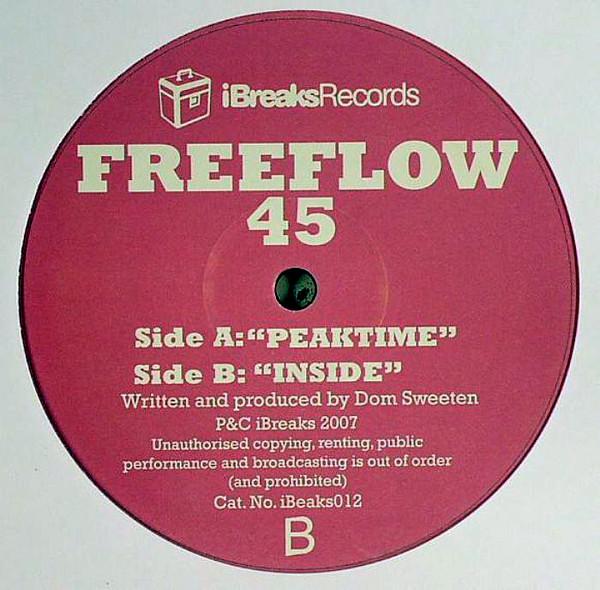 iBreaksRecords
FREEFLOW
45
Side A: “PEAKTIME”
Side B: “INSIDE”
Written and produced by Dom Sweeten
P&C iBreaks 2007
Unauthorised copying, renting, public
performance and broadcasting is out of order
(and prohibited)
Cat. No. iBeaks012
B